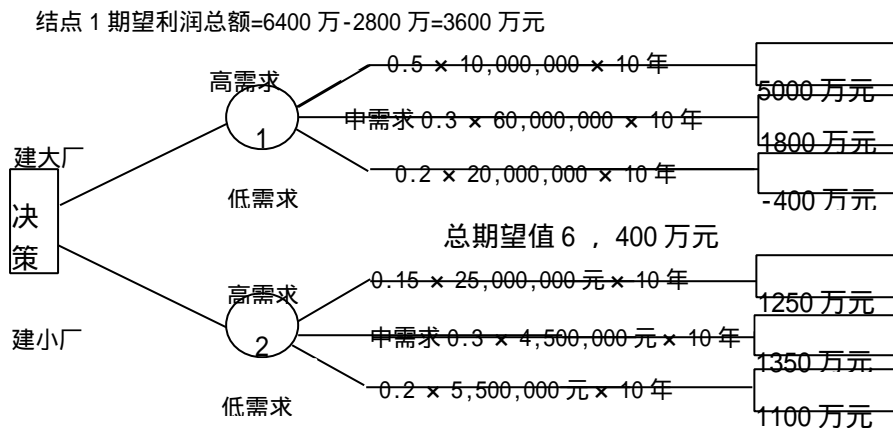 结点 1 期望利润总额=6400 万-2800 万=3600 万元
高需求
0.5 × 10,000,000 × 10 年
5000 万元
1
中需求 0.3 × 60,000,000 × 10 年
1800 万元
建大厂
低需求
0.2 × 20,000,000 × 10 年
-400 万元
决
策
总期望值 6 , 400 万元
高需求
0.15 × 25,000,000 元 × 10 年
1250 万元
建小厂
2
中需求 0.3 × 4,500,000 元 × 10 年
1350 万元
低需求
0.2 × 5,500,000 元 × 10 年
1100 万元